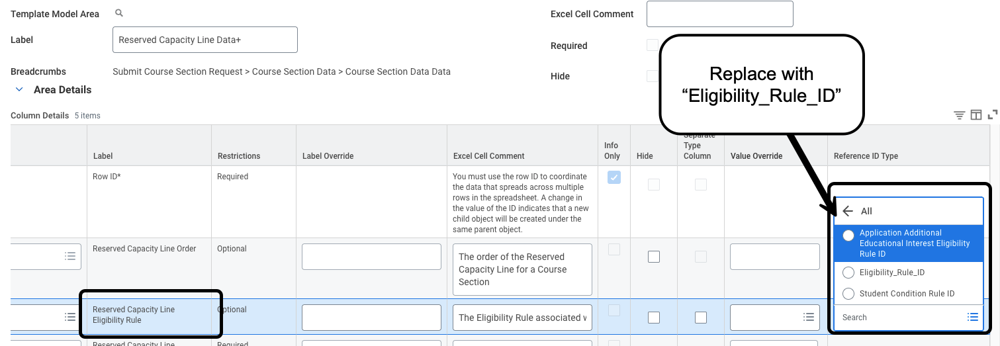 Template Model Area
Excel Cell Comment
Label
Reserved Capacity Line Data+
Required
Breadcrumbs
Submit Course Section Request > Course Section Data > Course Section Data Data
Hide
Replace with
“Eligibility_Rule_ID”
Area Details
Column Details 5 items
Label
Restrictions
Label Override
Excel Cell Comment
Info
Only
Hide
Separate
Type
Column
Value Override
Reference ID Type
Row ID*
Required
You must use the row ID to coordinate
the data that spreads across multiple
rows in the spreadsheet. A change in
the value of the ID indicates that a new
child object will be created under the
same parent object.
All
Application Additional
Educational Interest Eligibility
Rule ID
Eligibility_Rule_ID
Student Condition Rule ID
Search
Reserved Capacity Line Order
Optional
The order of the Reserved
Capacity Line for a Course
Section
Reserved Capacity Line
Eligibility Rule
Optional
The Eligibility Rule associated
Reserved Capacity Line
Required